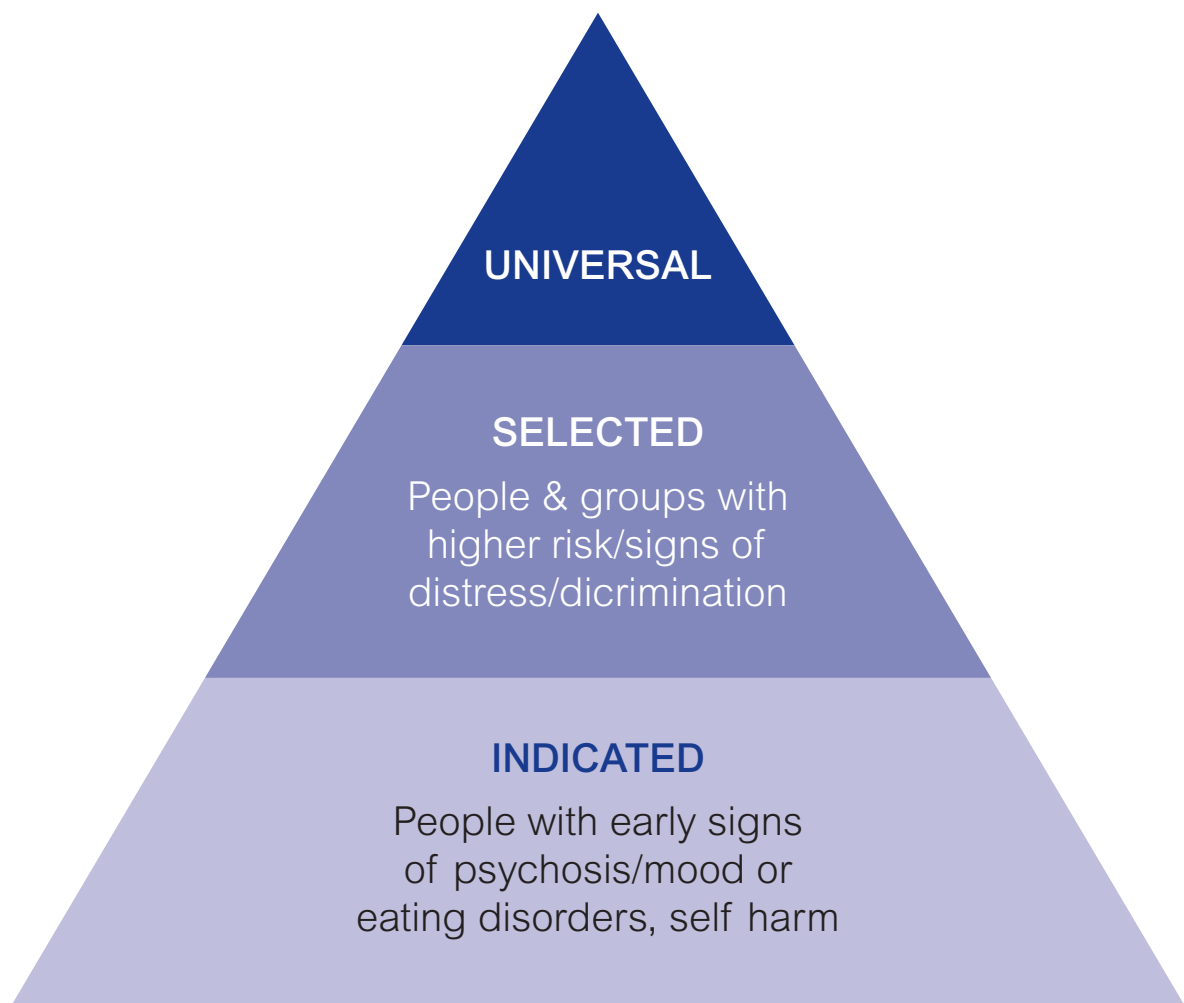 UNIVERSAL
SELECTED
People & groups with
higher risk/signs of
distress/dicrimination
INDICATED
People with early signs
of psychosis/mood or
eating disorders, self harm